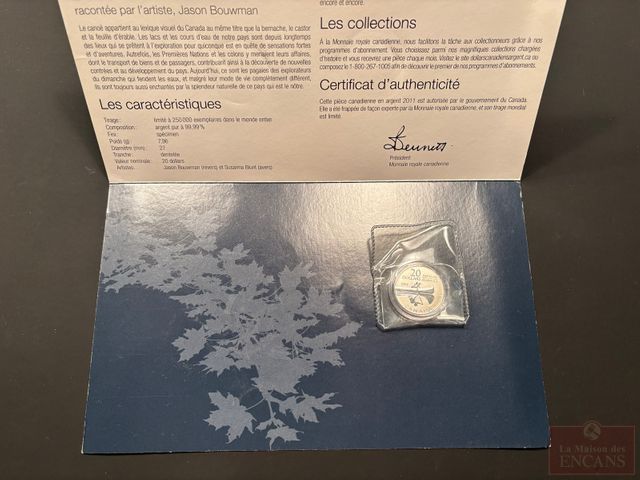 racontée par l'artiste, Jason Bouwman
Le canoë appartient au lexique visuel du Canada au même titre que la bernache, le castor
et la feuille d'érable. Les lacs et les cours d'eau de notre pays sont depuis longtemps
des lieux qui se prêtent à l'exploration pour quiconque est en quête de sensations fortes
et d'aventures. Autrefois, les Premières Nations et les colons y menaient leurs affaires,
dont le transport de biens et de passagers, contribuant ainsi à la découverte de nouvelles
contrées et au développement du pays. Aujourd'hui, ce sont les pagaies des explorateurs
du dimanche qui fendent les eaux, et malgré leur mode de vie complètement différent,
ils sont toujours aussi enchantés par la splendeur naturelle de ce pays qui est le nôtre.
Les caractéristiques
Tirage : limité à 250 000 exemplaires dans le monde entier
Composition : argent pur à 99,99 %
Fini : spécimen
Poids (g) : 7,96
Diamètre (mm) : 27
Tranche : dentelée
Valeur nominale : 20 dollars
Artistes : Jason Bouwman (revers) et Susanna Blunt (avers)
encore et encore.
Les collections
À la Monnaie royale canadienne, nous facilitons la tâche aux collectionneurs grâce à nos
programmes d'abonnement. Vous choisissez parmi nos magnifiques collections chargées
d'histoire et vous recevez une pièce chaque mois. Visitez le site dollarscanadiensargent.ca ou
composez le 1-800-267-1005 afin de découvrir le premier de nos programmes d'abonnements.
Certificat d'authenticité
Cette pièce canadienne en argent 2011 est autorisée par le gouvernement du Canada.
Elle a été frappée de façon experte par la Monnaie royale canadienne, et son tirage mondial
est limité.
Bennett
Président
Monnaie royale canadienne
20
DOLLARS
CANADA
La Maison des
ENCANS